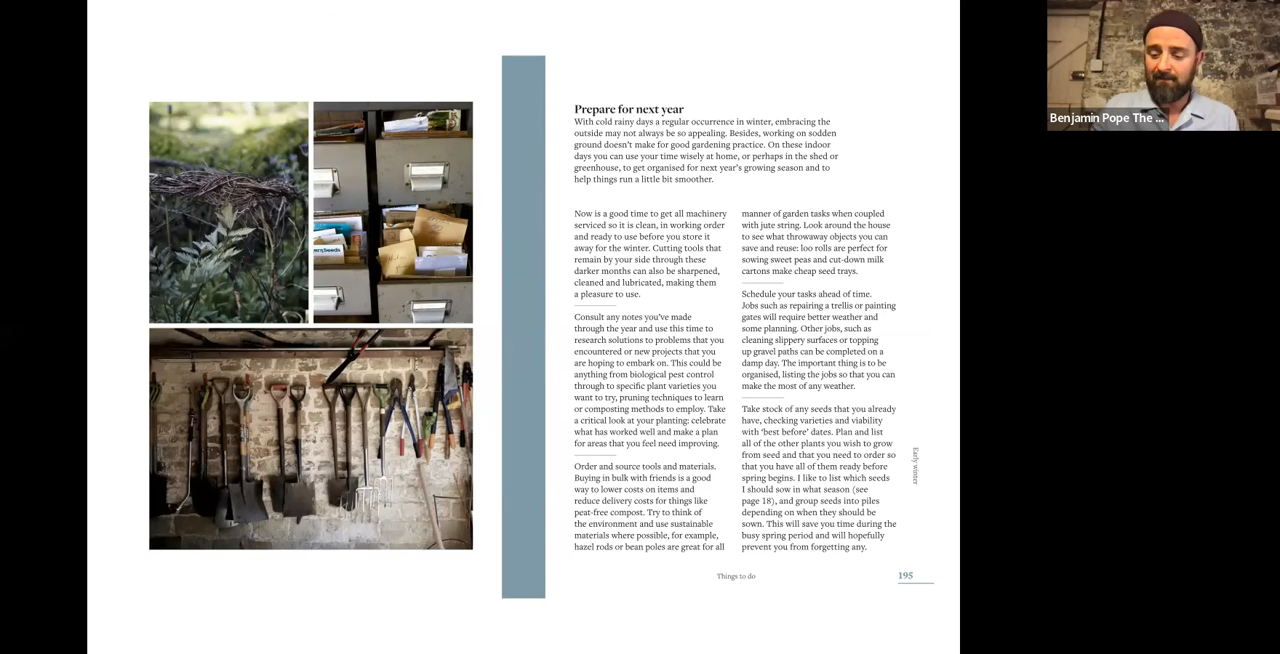 Prepare for next year
With cold rainy days a regular occurrence in winter, embracing the
outside may not always be so appealing. Besides, working on sodden
ground doesn't make for good gardening practice. On these indoor
days you can use your time wisely at home, or perhaps in the shed or
greenhouse, to get organised for next year's growing season and to
help things run a little bit smoother.
Now is a good time to get all machinery
serviced so it is clean, in working order
and ready to use before you store it
away for the winter. Cutting tools that
remain by your side through these
darker months can also be sharpened,
cleaned and lubricated, making them
a pleasure to use.
Consult any notes you've made
through the year and use this time to
research solutions to problems that you
encountered or new projects that you
are hoping to embark on. This could be
anything from biological pest control
through to specific plant varieties you
want to try, pruning techniques to learn
or composting methods to employ. Take
a critical look at your planting: celebrate
what has worked well and make a plan
for areas that you feel need improving.
Order and source tools and materials.
Buying in bulk with friends is a good
way to lower costs on items and
reduce delivery costs for things like
peat-free compost. Try to think of
the environment and use sustainable
materials where possible, for example,
hazel rods or bean poles are great for all
manner of garden tasks when coupled
with jute string. Look around the house
to see what throwaway objects you can
save and reuse: loo rolls are perfect for
sowing sweet peas and cut-down milk
cartons make cheap seed trays.
Schedule your tasks ahead of time.
Jobs such as repairing a trellis or painting
gates will require better weather and
some planning. Other jobs, such as
cleaning slippery surfaces or topping
up gravel paths can be completed on a
damp day. The important thing is to be
organised, listing the jobs so that you can
make the most of any weather.
Take stock of any seeds that you already
have, checking varieties and viability
with 'best before' dates. Plan and list
all of the other plants you wish to grow
from seed and that you need to order so
that you have all of them ready before
spring begins. I like to list which seeds
I should sow in what season (see
page 18), and group seeds into piles
depending on when they should be
sown. This will save you time during the
busy spring period and will hopefully
prevent you from forgetting any.
Early winter
Things to do
195
Benjamin Pope The ...